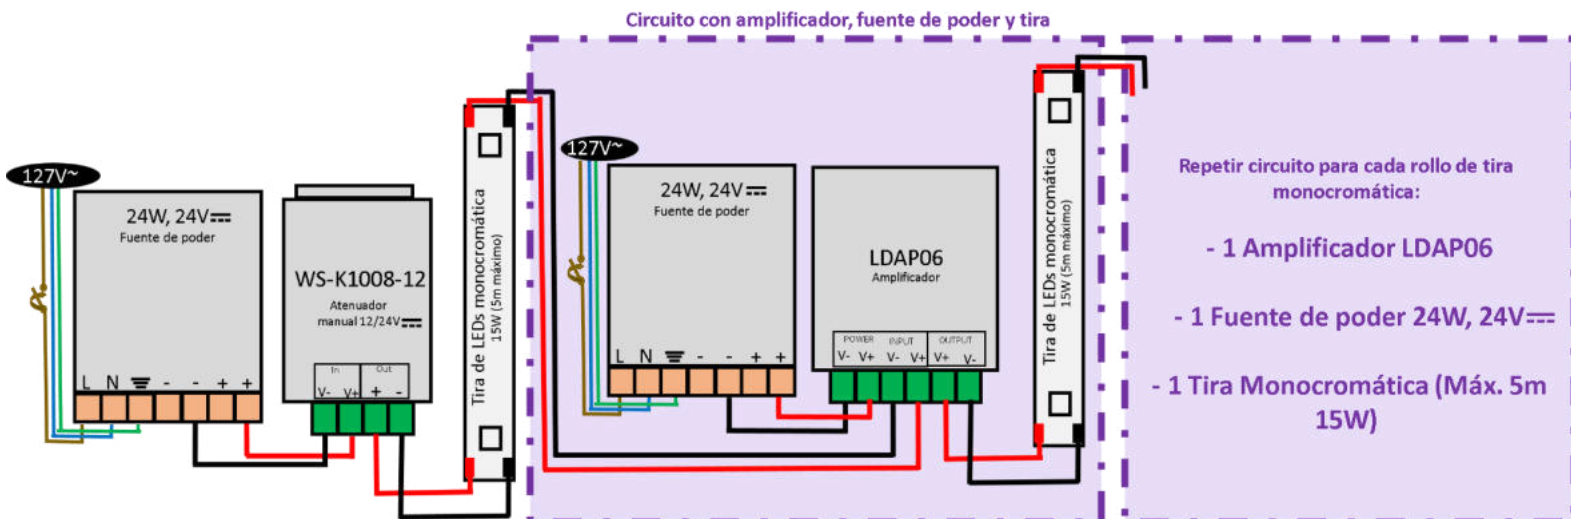 Circuito con amplificador, fuente de poder y tira
127V~
24W, 24V
Fuente de poder
L N - - + +
WS-K1008-12
Atenuador
manual 12/24V
In Out
V- V+ + -
Tira de LEDs monocromática
15W (5m máximo)
127V~
24W, 24V
Fuente de poder
L N - - + +
LDAP06
Amplificador
POWER INPUT OUTPUT
V- V+ V- V+ V+ V-
Tira de LEDs monocromática
15W (5m máximo)
Repetir circuito para cada rollo de tira
monocromática:
- 1 Amplificador LDAP06
- 1 Fuente de poder 24W, 24V
- 1 Tira Monocromática (Máx. 5m
15W)